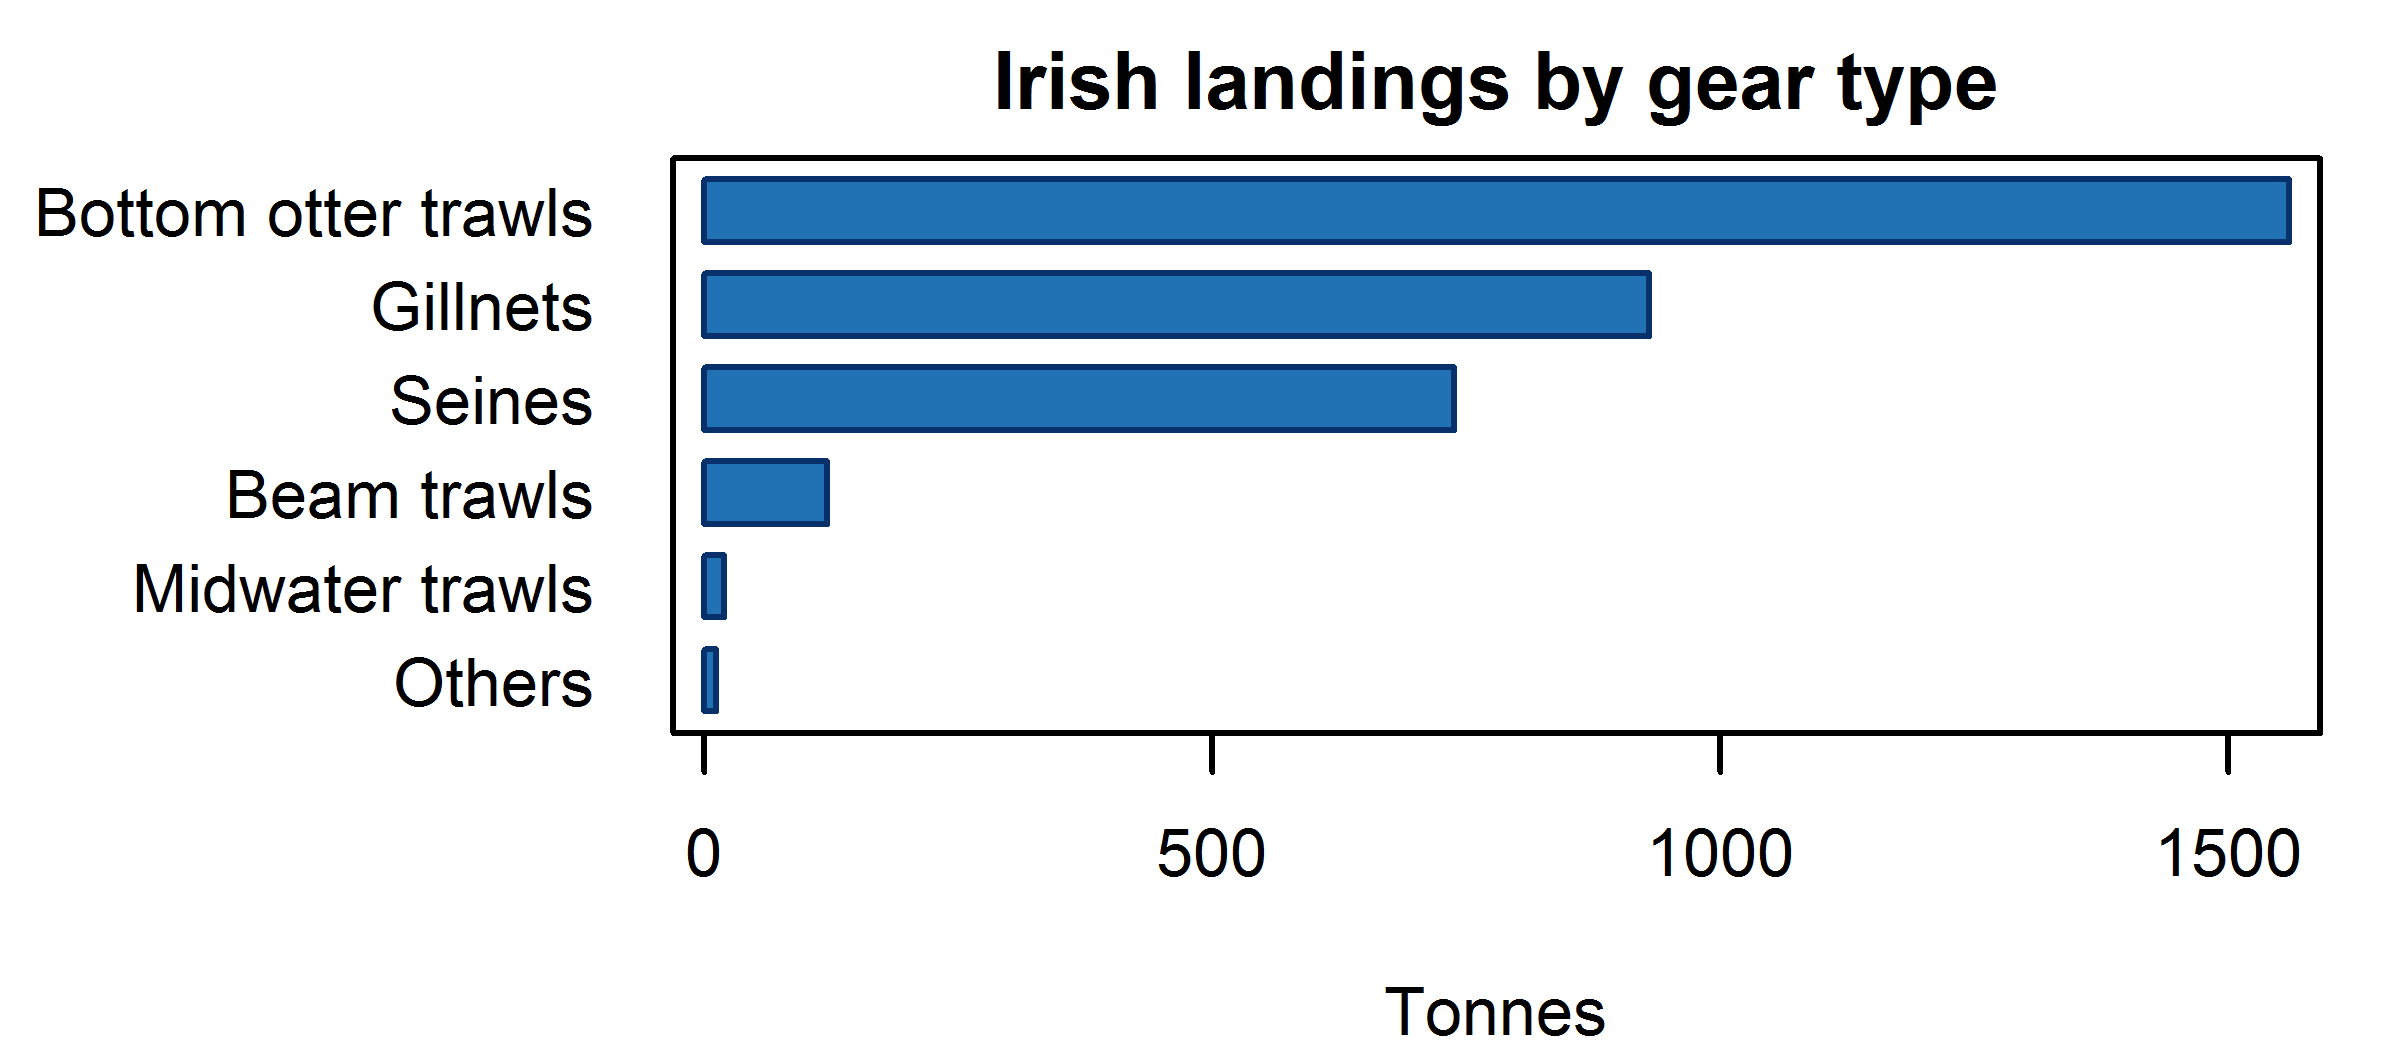 Irish landings by gear type
Bottom otter trawls
Gillnets
Seines
Beam trawls
Midwater trawls
Others
0 500 1000 1500
Tonnes